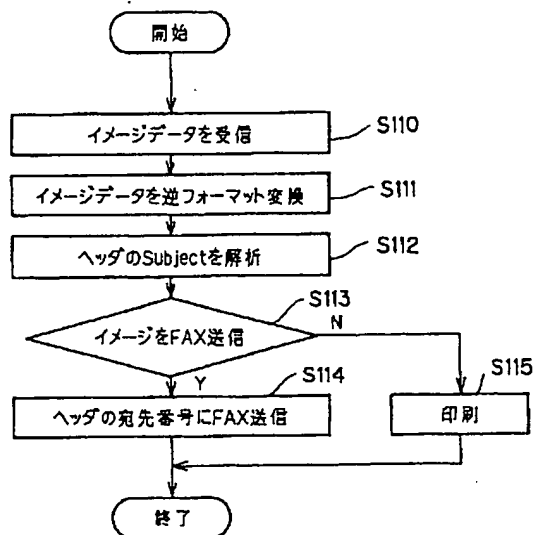 開始
イメージデータを受信
S110
イメージデータを逆フォーマット変換
S111
ヘッダのSubjectを解析
S112
イメージをFAX送信
S113
N
Y
ヘッダの宛先番号にFAX送信
S114
印刷
S115
終了